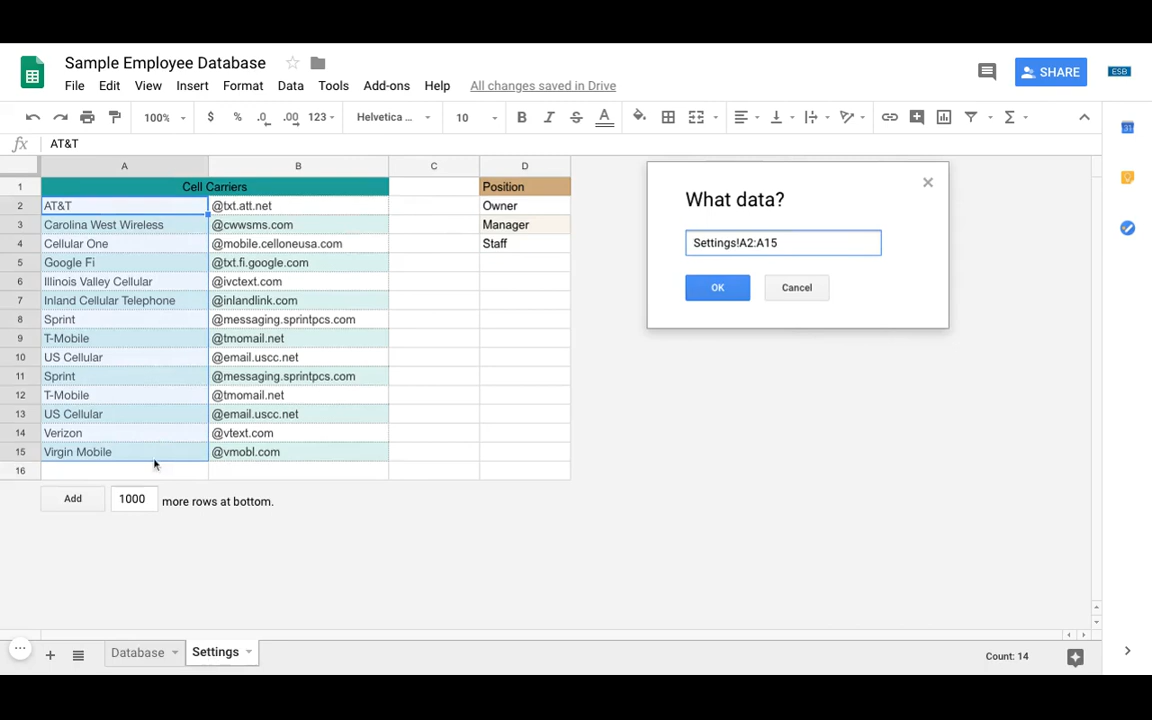 Sample Employee Database
File Edit View Insert Format Data Tools Add-ons Help All changes saved in Drive
SHARE
ESB
100% $ % .0 .00 123 Helvetica ... 10 B I S A
fx AT&T
A B C D
1 Cell Carriers Position
2 AT&T @txt.att.net Owner
3 Carolina West Wireless @cwwsms.com Manager
4 Cellular One @mobile.celloneusa.com Staff
5 Google Fi @txt.fi.google.com
6 Illinois Valley Cellular @ivctext.com
7 Inland Cellular Telephone @inlandlink.com
8 Sprint @messaging.sprintpcs.com
9 T-Mobile @tmomail.net
10 US Cellular @email.uscc.net
11 Sprint @messaging.sprintpcs.com
12 T-Mobile @tmomail.net
13 US Cellular @email.uscc.net
14 Verizon @vtext.com
15 Virgin Mobile @vmobl.com
16
Add 1000 more rows at bottom.
What data?
Settings!A2:A15
OK Cancel
Database Settings
Count: 14